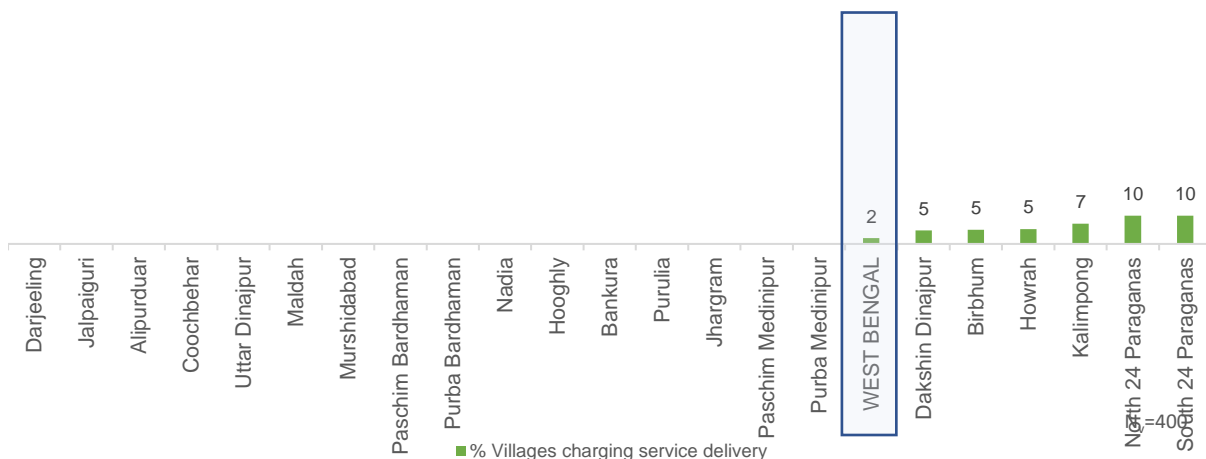 2
5
5
5
7
10
10
Darjeeling
Jalpaiguri
Alipurduar
Coochbehar
Uttar Dinajpur
Maldah
Murshidabad
Paschim Bardhaman
Purba Bardhaman
Nadia
Hooghly
Bankura
Purulia
Jhargram
Paschim Medinipur
Purba Medinipur
WEST BENGAL
Dakshin Dinajpur
Birbhum
Howrah
Kalimpong
North 24 Paraganas
South 24 Paraganas
=400
% Villages charging service delivery